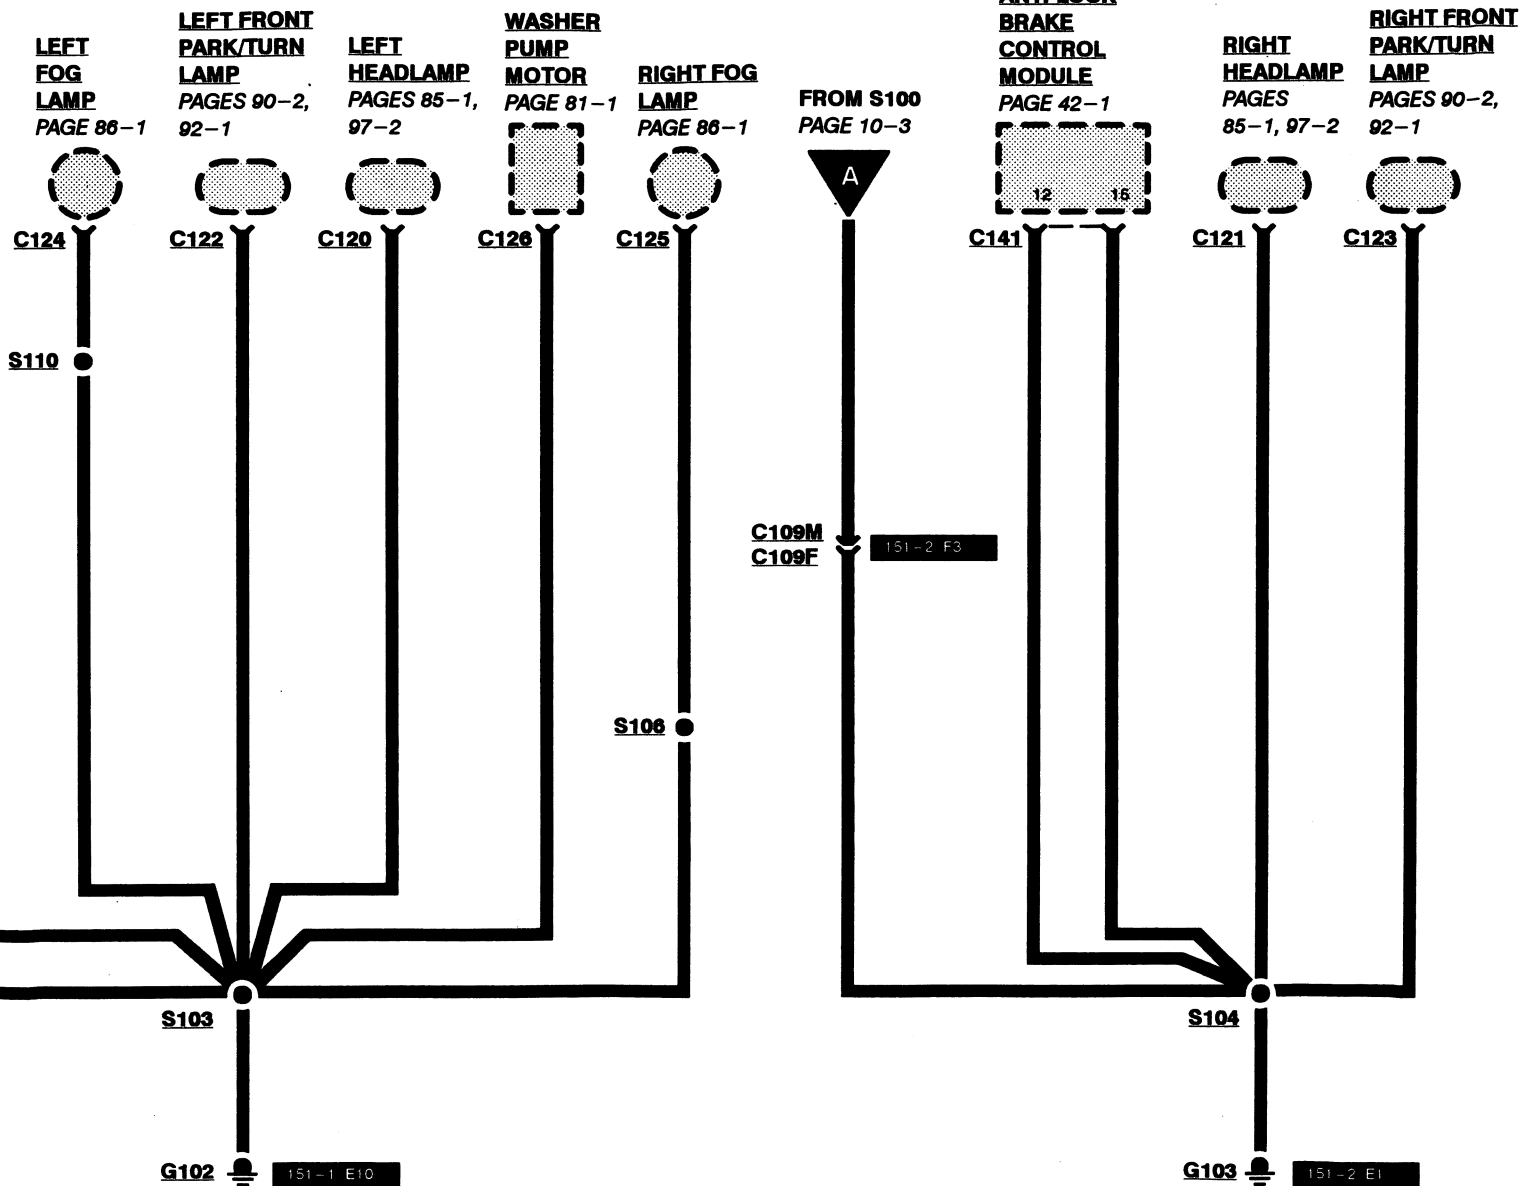 LEFT
FOG
LAMP
PAGE 86-1
LEFT FRONT
PARK/TURN
LAMP
PAGES 90-2,
92-1
LEFT
HEADLAMP
PAGES 85-1,
97-2
WASHER
PUMP
MOTOR
PAGE 81-1
RIGHT FOG
LAMP
PAGE 86-1
FROM S100
PAGE 10-3
BRAKE
CONTROL
MODULE
PAGE 42-1
RIGHT
HEADLAMP
PAGES
85-1, 97-2
RIGHT FRONT
PARK/TURN
LAMP
PAGES 90-2,
92-1
A
12 15
C124
C122
C120
C126
C125
C141
C121
C123
S110
C109M
C109F
151-2 F3
S106
S103
S104
G102
151-1 E10
G103
151-2 E1